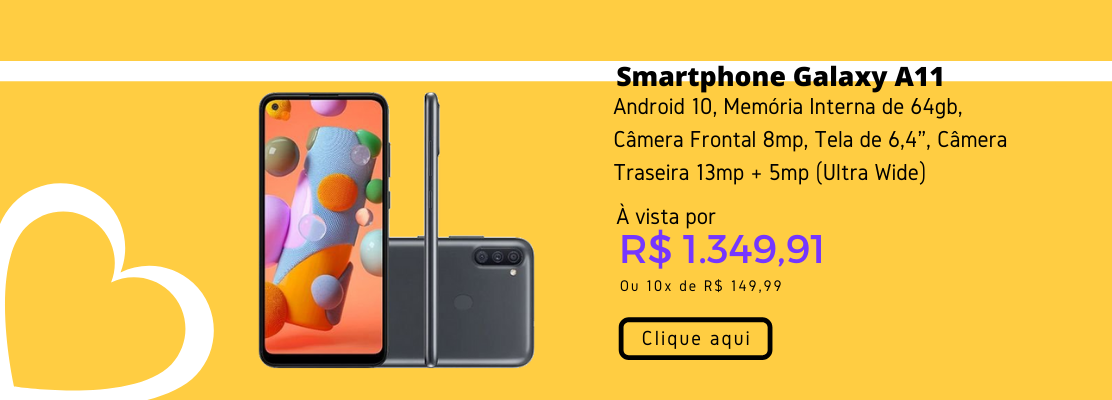 Smartphone Galaxy A11
Android 10, Memória Interna de 64gb,
Câmera Frontal 8mp, Tela de 6,4”, Câmera
Traseira 13mp + 5mp (Ultra Wide)
À vista por
R$ 1.349,91
Ou 10x de R$ 149,99
Clique aqui